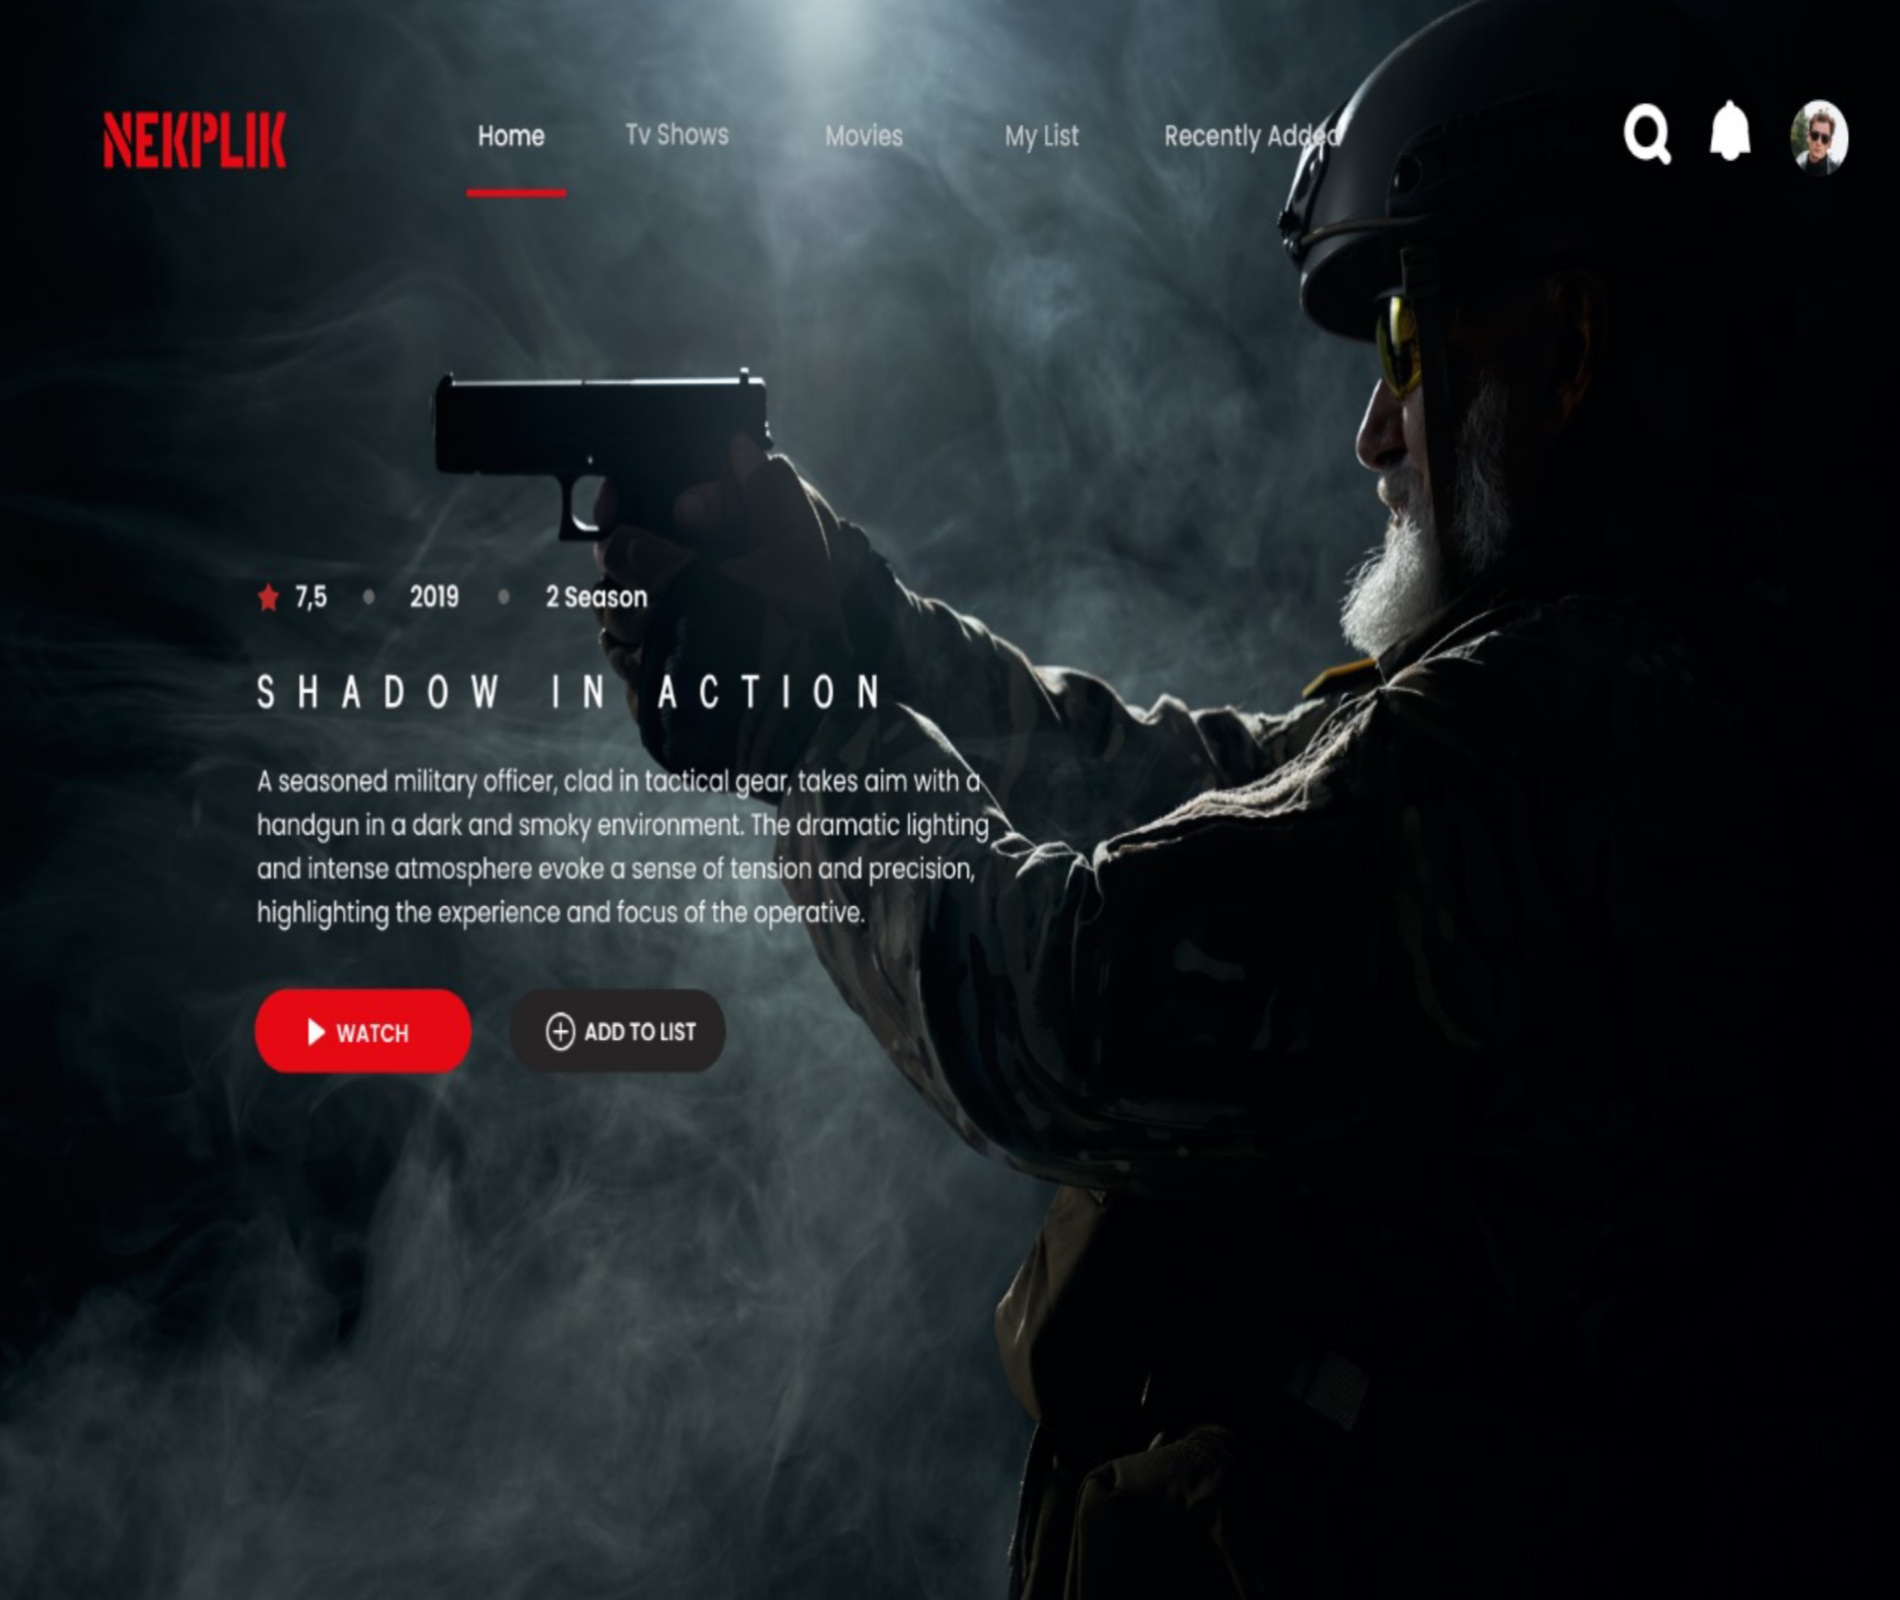 NEKPLIK
Home Tv Shows Movies My List Recently Added
7,5 2019 2 Season
SHADOW IN ACTION
A seasoned military officer, clad in tactical gear, takes aim with a
handgun in a dark and smoky environment. The dramatic lighting
and intense atmosphere evoke a sense of tension and precision,
highlighting the experience and focus of the operative.
WATCH ADD TO LIST